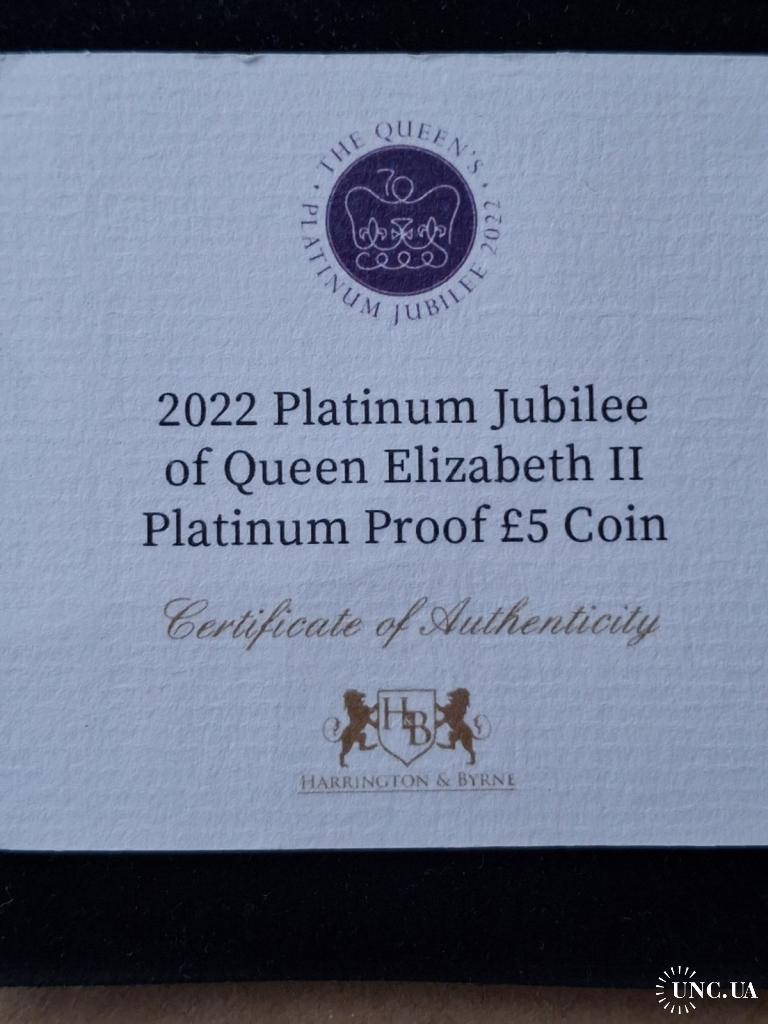 · THE QUEEN'S ·
PLATINUM JUBILEE 2022
70
2022 Platinum Jubilee
of Queen Elizabeth II
Platinum Proof £5 Coin
Certificate of Authenticity
H&B
HARRINGTON & BYRNE
UNC.UA